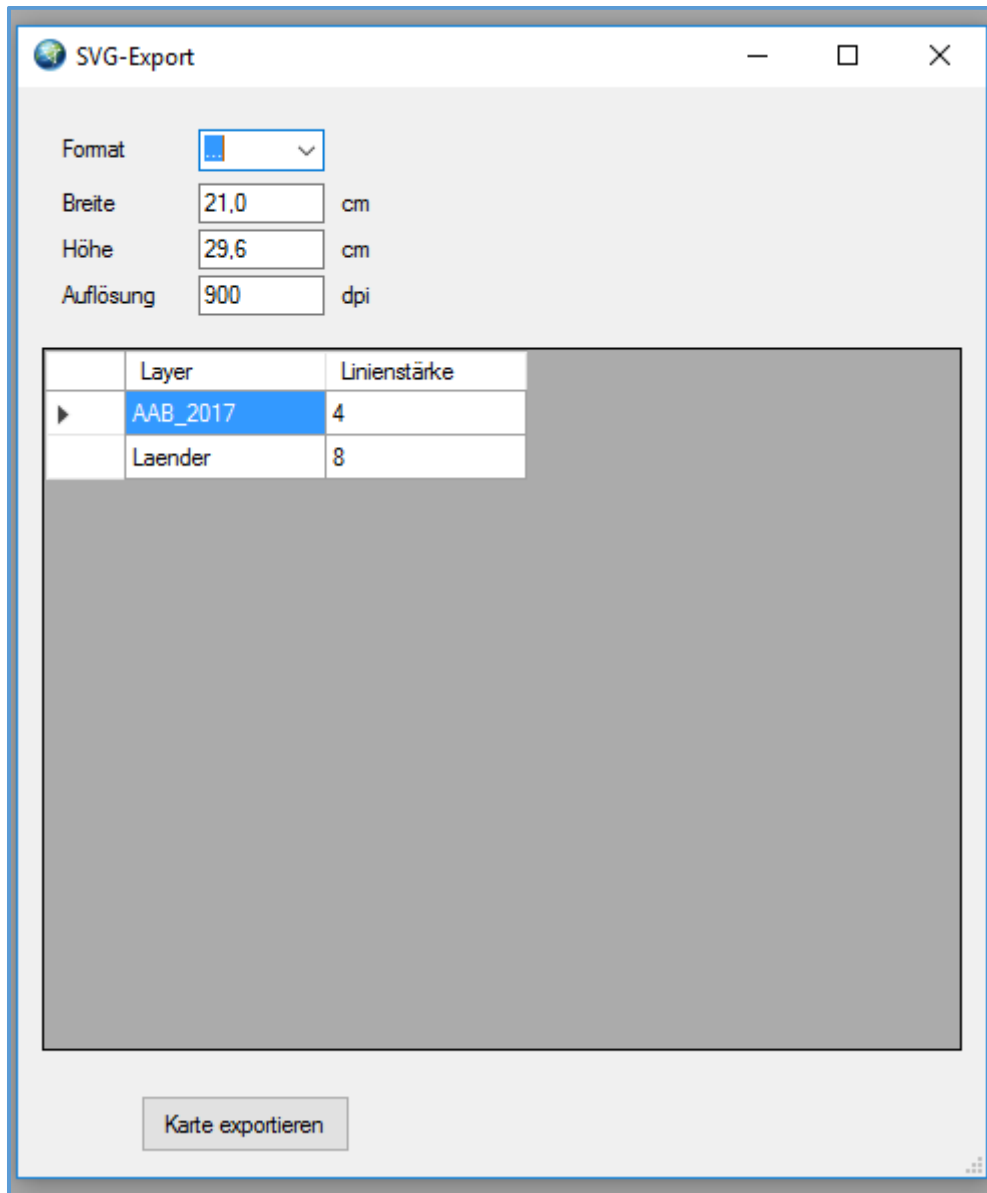 SVG-Export
Format ...
Breite 21,0 cm
Höhe 29,6 cm
Auflösung 900 dpi
Layer Linienstärke
AAB_2017 4
Laender 8
Karte exportieren